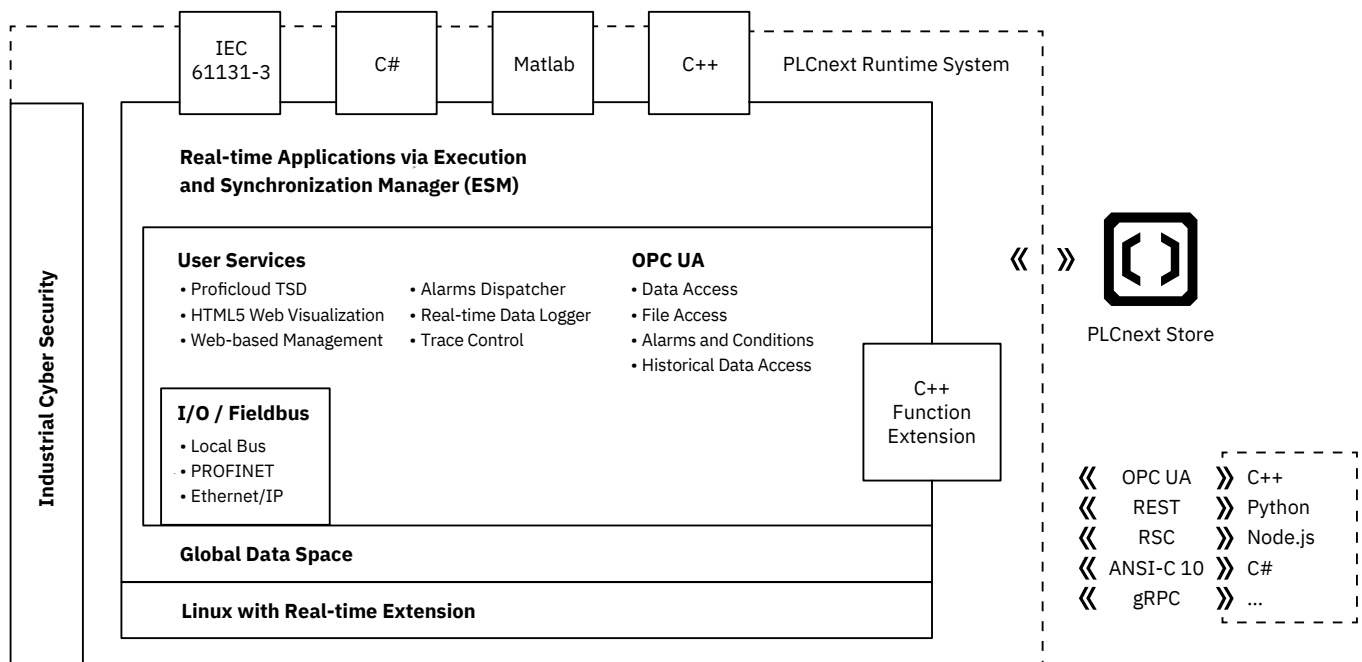 IEC
61131-3
C#
Matlab
C++
PLCnext Runtime System
Industrial Cyber Security
Real-time Applications via Execution
and Synchronization Manager (ESM)
User Services
• Proficloud TSD
• HTML5 Web Visualization
• Web-based Management
• Alarms Dispatcher
• Real-time Data Logger
• Trace Control
OPC UA
• Data Access
• File Access
• Alarms and Conditions
• Historical Data Access
I/O / Fieldbus
• Local Bus
• PROFINET
• Ethernet/IP
C++
Function
Extension
Global Data Space
Linux with Real-time Extension
PLCnext Store
OPC UA
REST
RSC
ANSI-C 10
gRPC
C++
Python
Node.js
C#
...